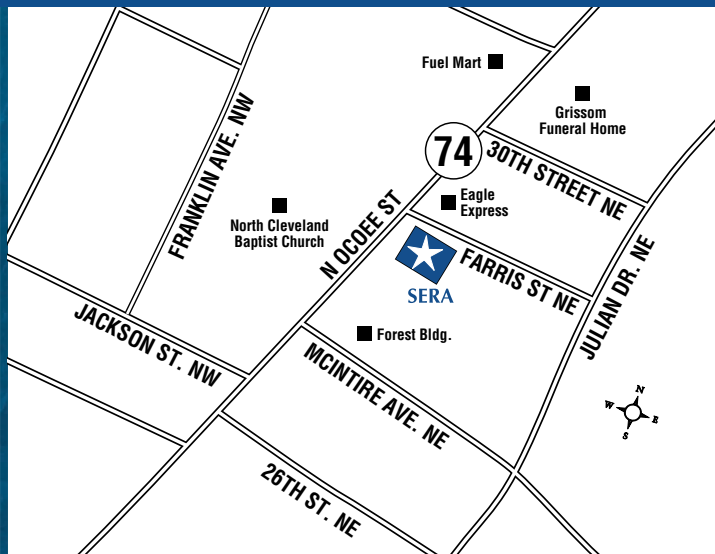 Fuel Mart
Grissom
Funeral Home
FRANKLIN AVE. NW
74
30TH STREET NE
Eagle
Express
North Cleveland
Baptist Church
N OCOEE ST
FARRIS ST NE
SERA
JULIAN DR. NE
JACKSON ST. NW
Forest Bldg.
MCINTIRE AVE. NE
N
W
E
S
26TH ST. NE